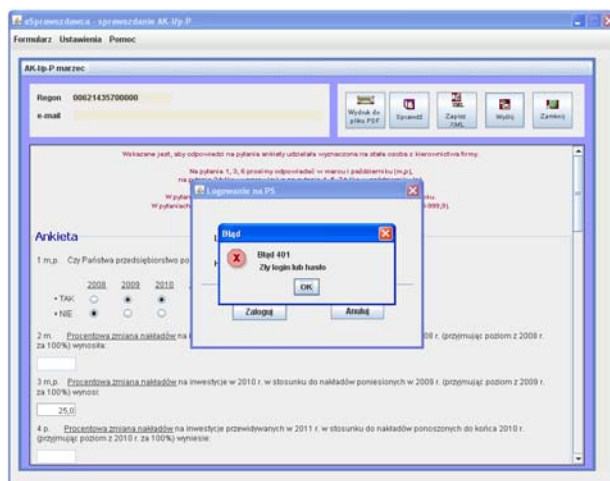 eSprawozdawca - sprawozdanie AK-I/p-P
Formularz Ustawienia Pomoc
AK-I/p-P marzec
Regon 00621435700000
e-mail
Wydruk do pliku PDF
Sprawdź
Zapisz XML
Wyślij
Zamknij
Wskazane jest, aby odpowiedzi na pytania ankiety udzielała wyznaczona na stałe osoba z kierownictwa firmy.
Na pytania 1, 3, 6 prosimy odpowiadać w marcu i październiku (m,p),
W pytaniach
Logowanie na PS
Błąd
Błąd 401
Zły login lub hasło
OK
Zaloguj Anuluj
Ankieta
1 m,p. Czy Państwa przedsiębiorstwo
2008 2009 2010
• TAK
• NIE
2 m. Procentowa zmiana nakładów na
08 r. (przyjmując poziom z 2008 r.
za 100%) wynosiła:
3 m,p. Procentowa zmiana nakładów na inwestycje w 2010 r. w stosunku do nakładów poniesionych w 2009 r. (przyjmując poziom z 2009 r.
za 100%) wynosi:
25,0
4 p. Procentowa zmiana nakładów na inwestycje przewidywanych w 2011 r. w stosunku do nakładów ponoszonych do końca 2010 r.
(przyjmując poziom z 2010 r. za 100%) wyniesie: